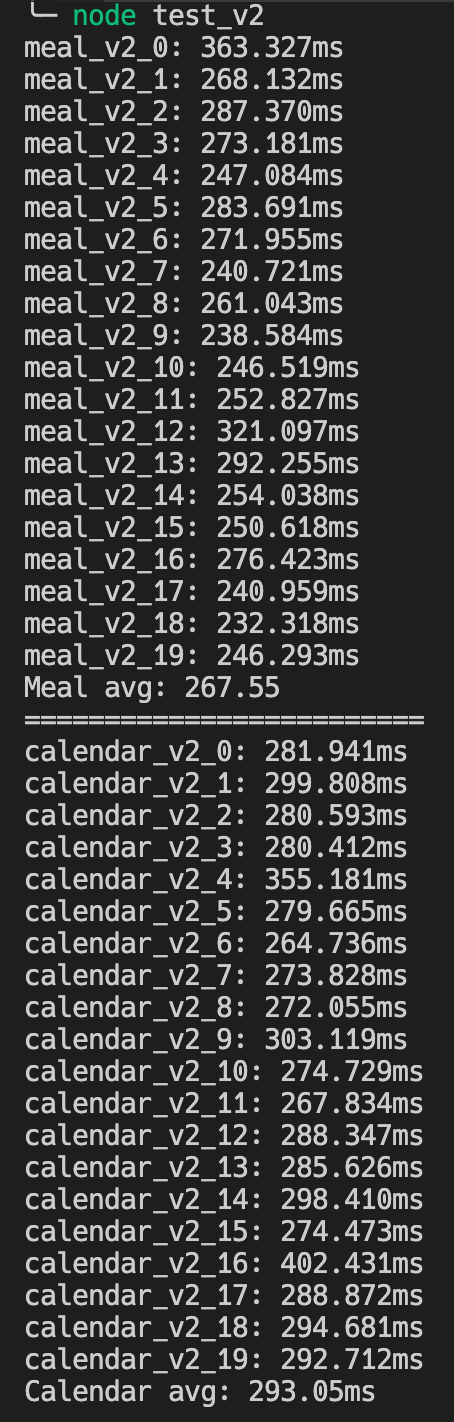 ╰─ node test_v2
meal_v2_0: 363.327ms
meal_v2_1: 268.132ms
meal_v2_2: 287.370ms
meal_v2_3: 273.181ms
meal_v2_4: 247.084ms
meal_v2_5: 283.691ms
meal_v2_6: 271.955ms
meal_v2_7: 240.721ms
meal_v2_8: 261.043ms
meal_v2_9: 238.584ms
meal_v2_10: 246.519ms
meal_v2_11: 252.827ms
meal_v2_12: 321.097ms
meal_v2_13: 292.255ms
meal_v2_14: 254.038ms
meal_v2_15: 250.618ms
meal_v2_16: 276.423ms
meal_v2_17: 240.959ms
meal_v2_18: 232.318ms
meal_v2_19: 246.293ms
Meal avg: 267.55
=========================
calendar_v2_0: 281.941ms
calendar_v2_1: 299.808ms
calendar_v2_2: 280.593ms
calendar_v2_3: 280.412ms
calendar_v2_4: 355.181ms
calendar_v2_5: 279.665ms
calendar_v2_6: 264.736ms
calendar_v2_7: 273.828ms
calendar_v2_8: 272.055ms
calendar_v2_9: 303.119ms
calendar_v2_10: 274.729ms
calendar_v2_11: 267.834ms
calendar_v2_12: 288.347ms
calendar_v2_13: 285.626ms
calendar_v2_14: 298.410ms
calendar_v2_15: 274.473ms
calendar_v2_16: 402.431ms
calendar_v2_17: 288.872ms
calendar_v2_18: 294.681ms
calendar_v2_19: 292.712ms
Calendar avg: 293.05ms